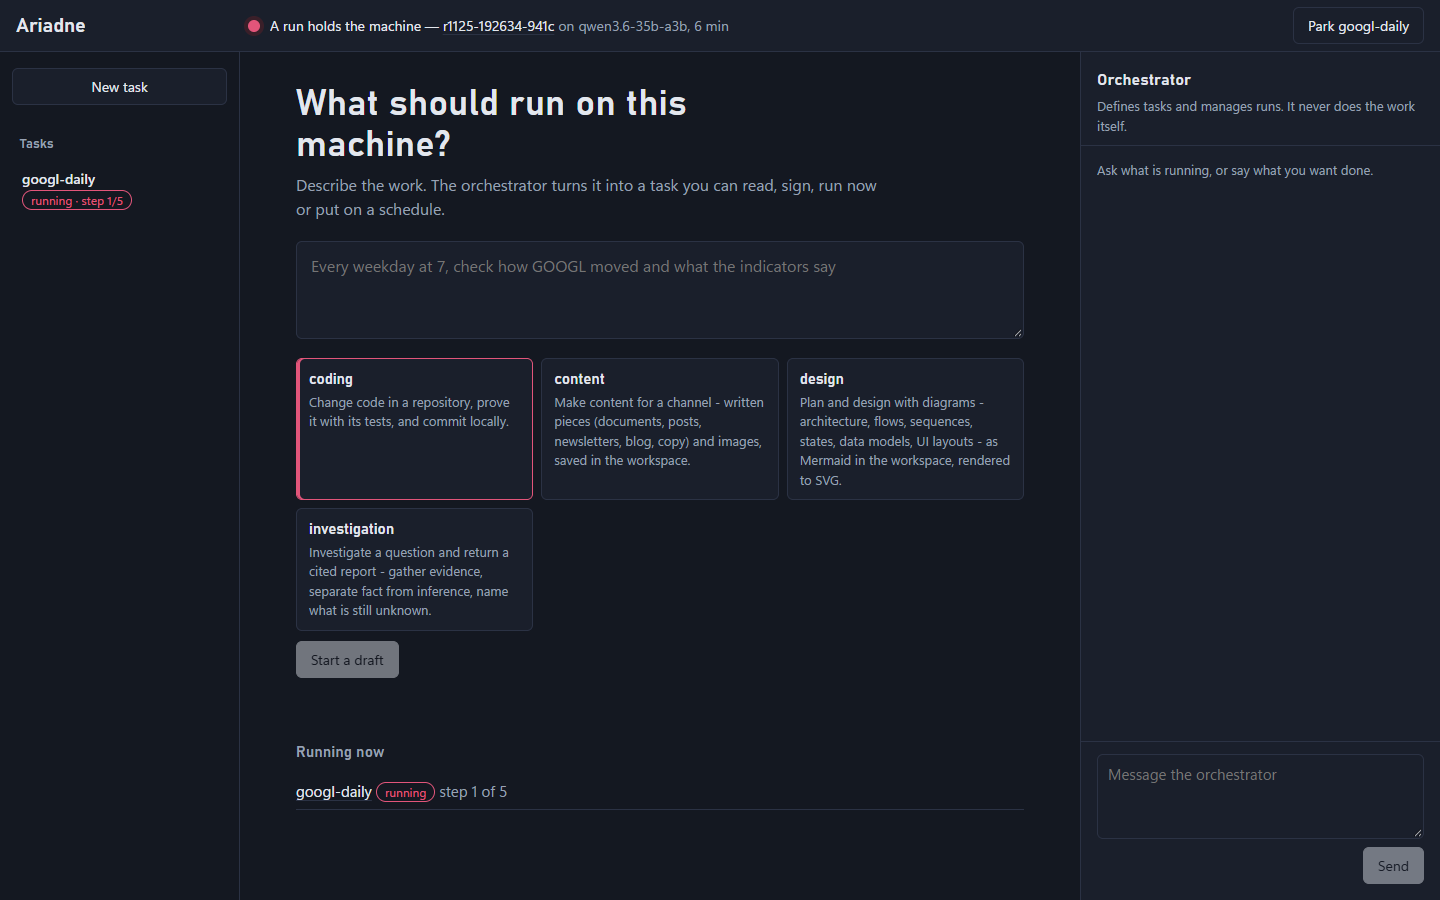 Ariadne
A run holds the machine — r1125-192634-941c on qwen3.6-35b-a3b, 6 min
Park googl-daily
New task
Tasks
googl-daily
running · step 1/5
What should run on this
machine?
Describe the work. The orchestrator turns it into a task you can read, sign, run now
or put on a schedule.
Every weekday at 7, check how GOOGL moved and what the indicators say
coding
Change code in a repository, prove
it with its tests, and commit locally.
content
Make content for a channel - written
pieces (documents, posts,
newsletters, blog, copy) and images,
saved in the workspace.
design
Plan and design with diagrams -
architecture, flows, sequences,
states, data models, UI layouts - as
Mermaid in the workspace, rendered
to SVG.
investigation
Investigate a question and return a
cited report - gather evidence,
separate fact from inference, name
what is still unknown.
Start a draft
Running now
googl-daily running step 1 of 5
Orchestrator
Defines tasks and manages runs. It never does the work
itself.
Ask what is running, or say what you want done.
Message the orchestrator
Send